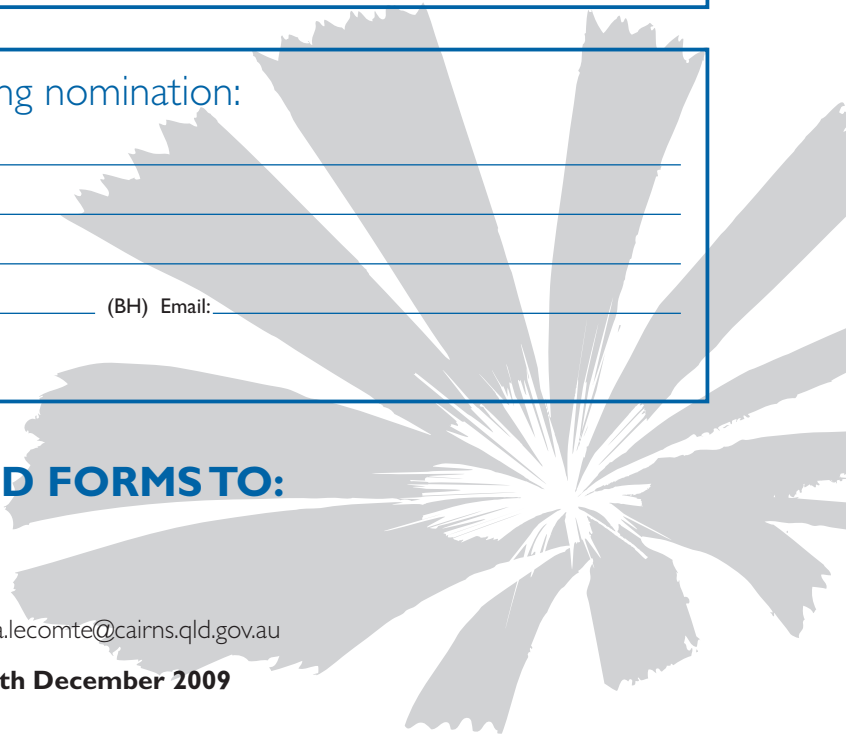 ng nomination:
(BH) Email:
D FORMS TO:
a.lecomte@cairns.qld.gov.au
th December 2009